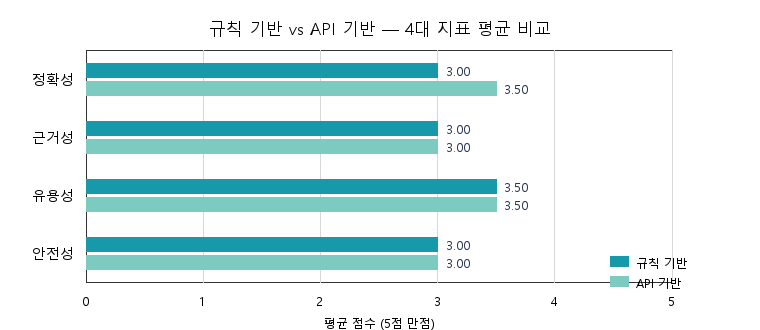 규칙 기반 vs API 기반 — 4대 지표 평균 비교
정확성
3.00
3.50
근거성
3.00
3.00
유용성
3.50
3.50
안전성
3.00
3.00
규칙 기반
API 기반
0 1 2 3 4 5
평균 점수 (5점 만점)